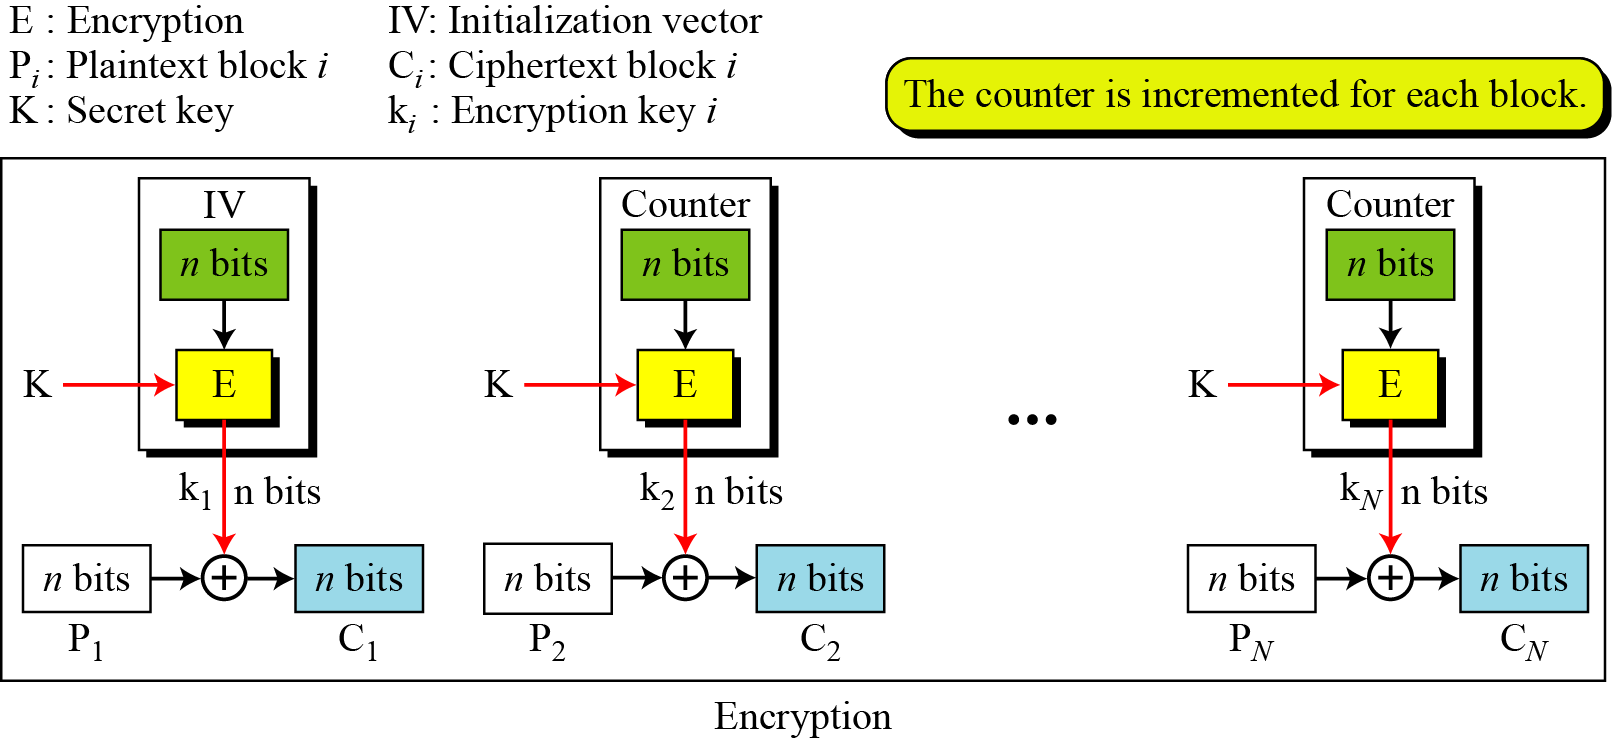 E : Encryption IV: Initialization vector
Pi : Plaintext block i Ci : Ciphertext block i
K : Secret key ki : Encryption key i
The counter is incremented for each block.
IV Counter Counter
n bits n bits n bits
K E K E ... K E
k1 n bits k2 n bits kN n bits
n bits + n bits n bits + n bits n bits + n bits
P1 C1 P2 C2 PN CN
Encryption